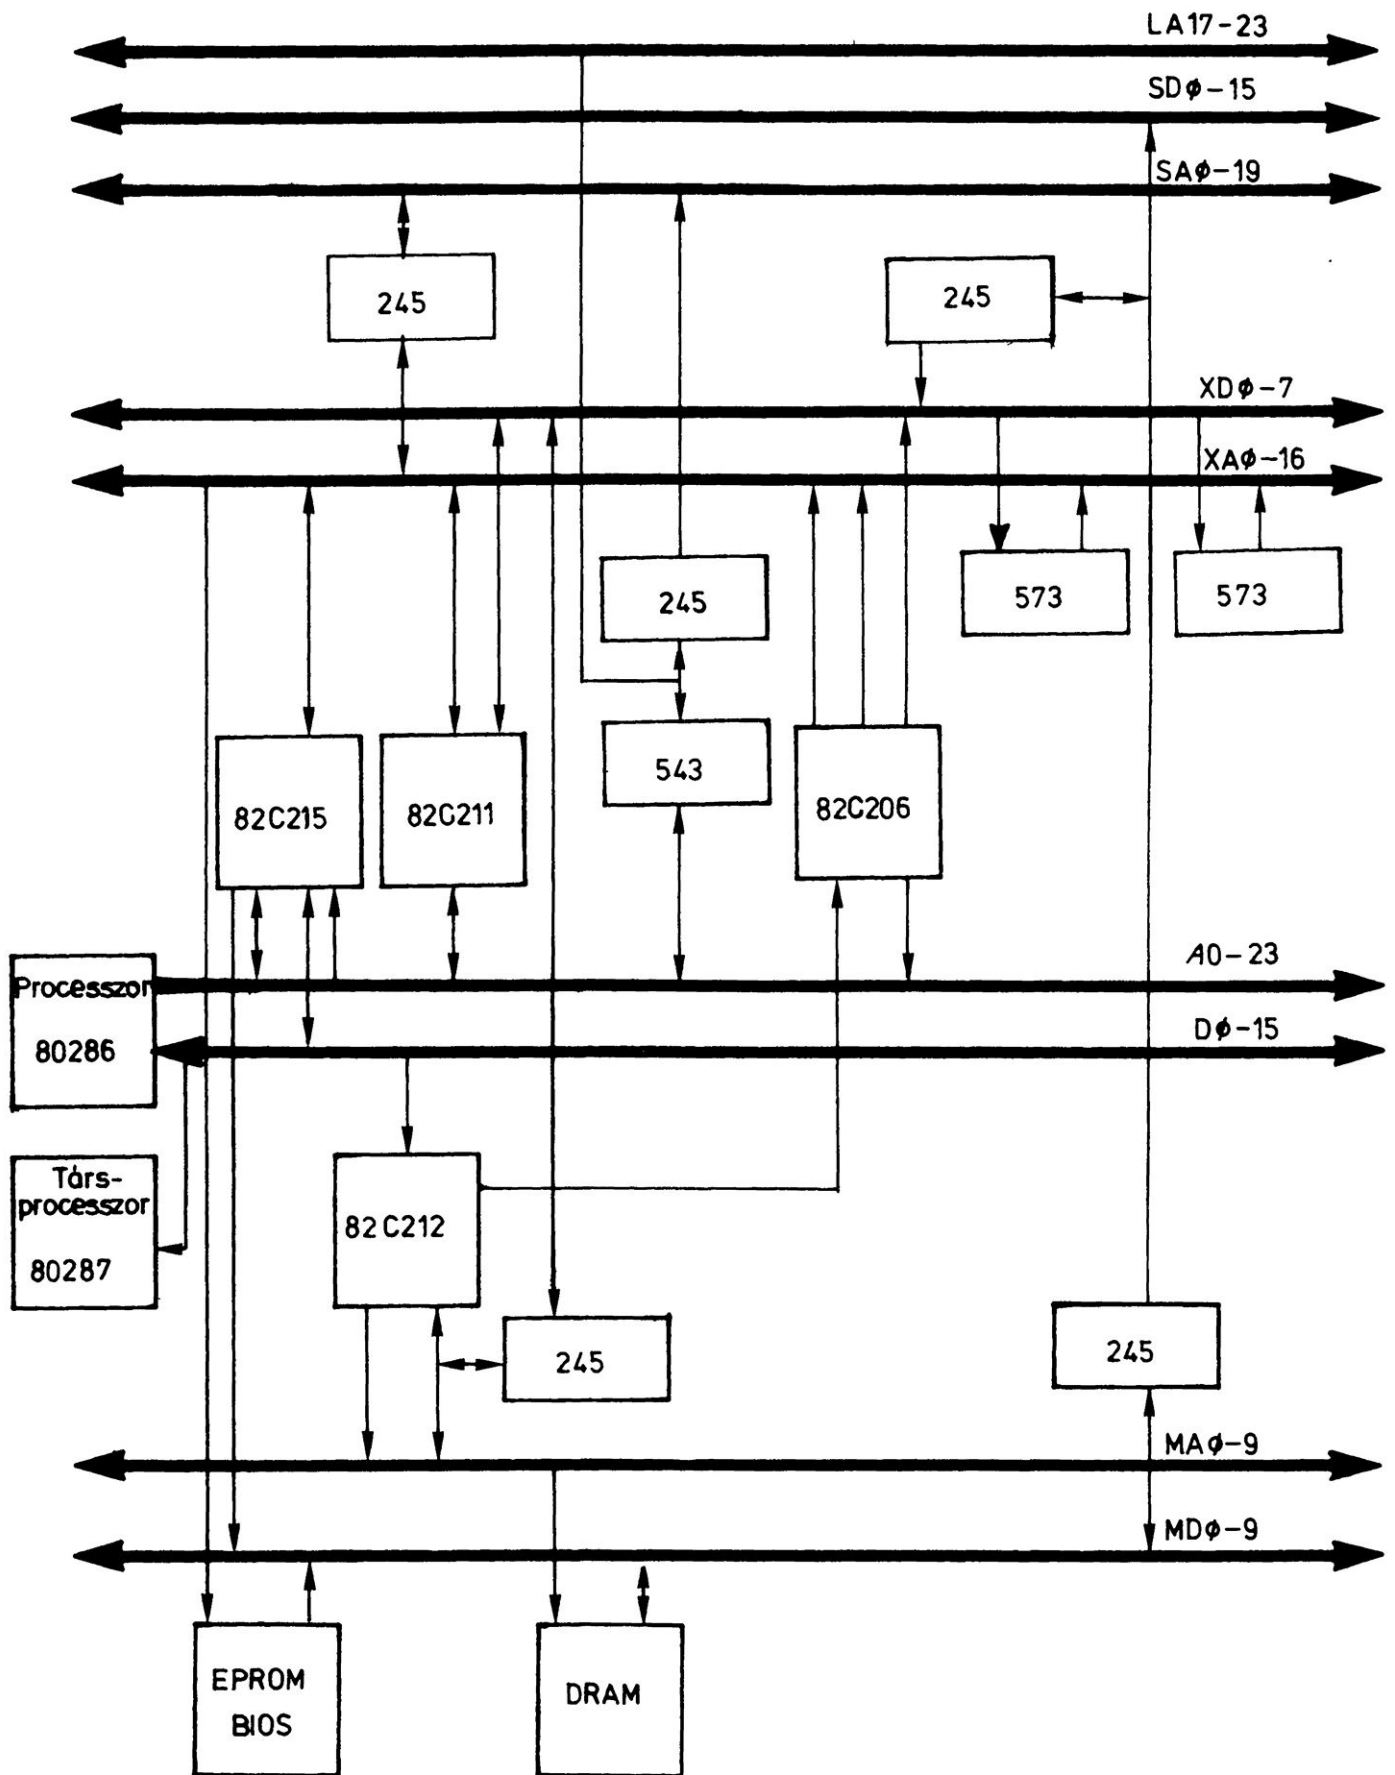 LA17-23
SDφ-15
SAφ-19
245
245
XDφ-7
XAφ-16
245
573
573
82C215
82C211
543
82C206
Processzor
80286
A0-23
Dφ-15
Társ-
processzor
80287
82C212
245
245
MAφ-9
MDφ-9
EPROM
BIOS
DRAM